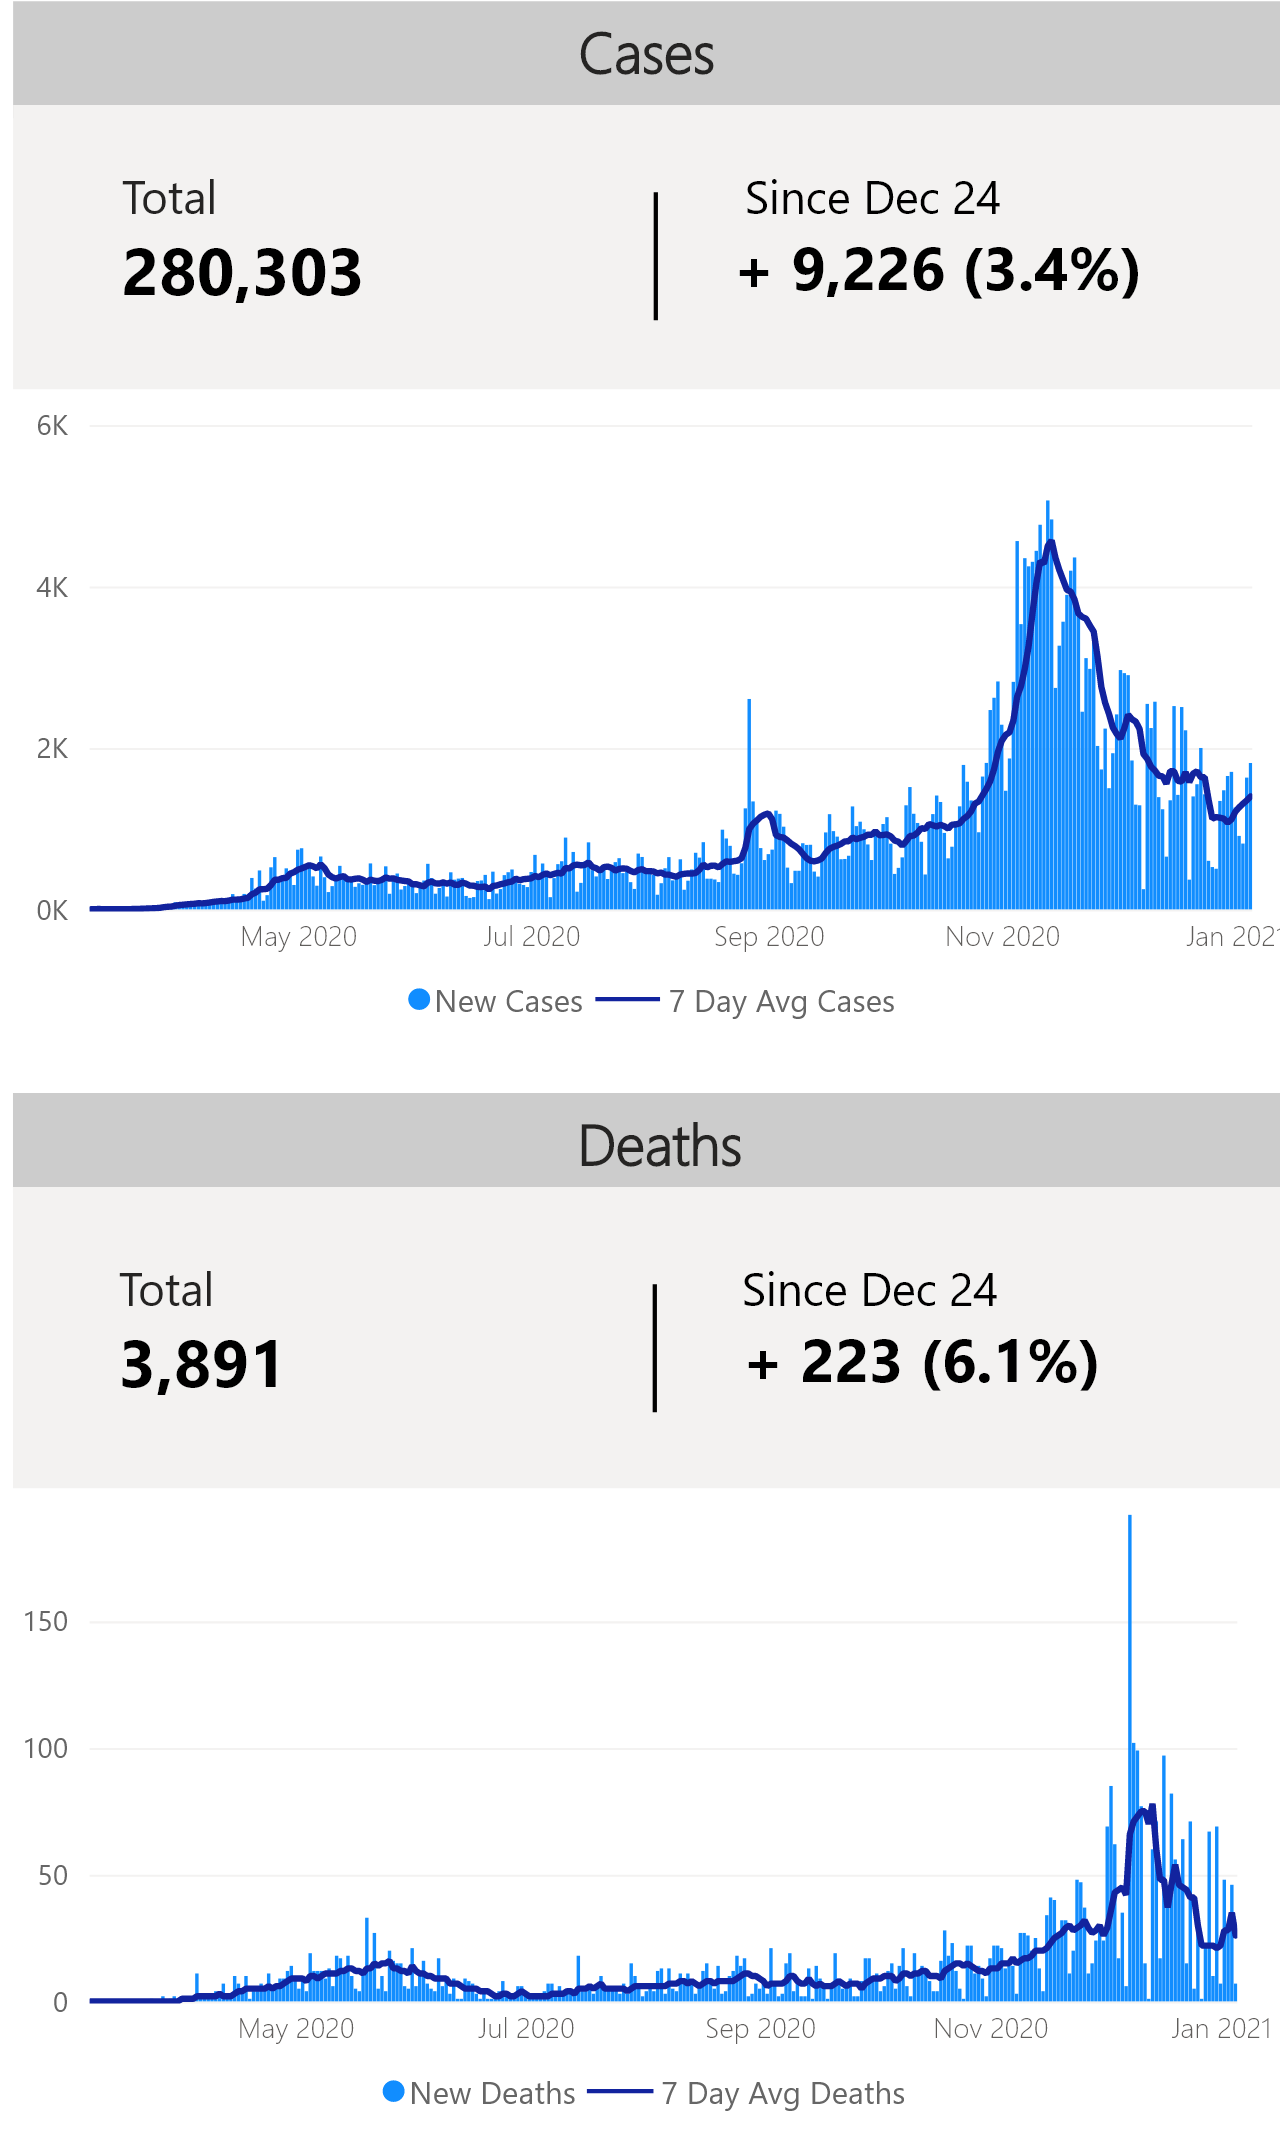 Cases
Total
Since Dec 24
280,303
+ 9,226 (3.4%)
6K
4K
2K
0K
May 2020
Jul 2020
Sep 2020
Nov 2020
Jan 2021
New Cases
7 Day Avg Cases
Deaths
Total
Since Dec 24
3,891
+ 223 (6.1%)
150
100
50
0
May 2020
Jul 2020
Sep 2020
Nov 2020
Jan 2021
New Deaths
7 Day Avg Deaths